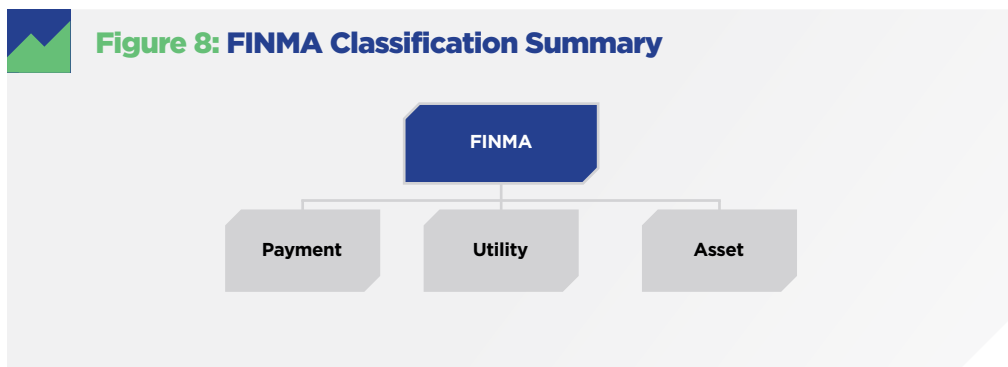 Figure 8: FINMA Classification Summary
FINMA
Payment
Utility
Asset